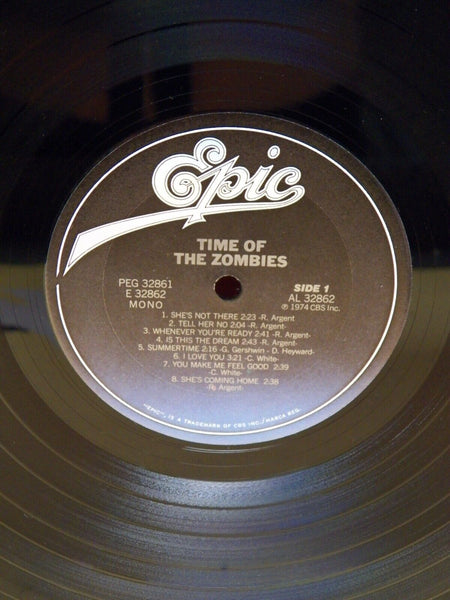 Epic
TIME OF
THE ZOMBIES
PEG 32861
E 32862
MONO
SIDE 1
AL 32862
℗ 1974 CBS Inc.
1. SHE'S NOT THERE 2:23 -R. Argent
2. TELL HER NO 2:04 -R. Argent-
3. WHENEVER YOU'RE READY 2:41 -R. Argent-
4. IS THIS THE DREAM 2:43 -R. Argent-
5. SUMMERTIME 2:16 -G. Gershwin - D. Heyward-
6. I LOVE YOU 3:21 -C. White-
7. YOU MAKE ME FEEL GOOD 2:39
-C. White-
8. SHE'S COMING HOME 2:38
-R. Argent-
"EPIC", IS A TRADEMARK OF CBS INC./MARCA REG.